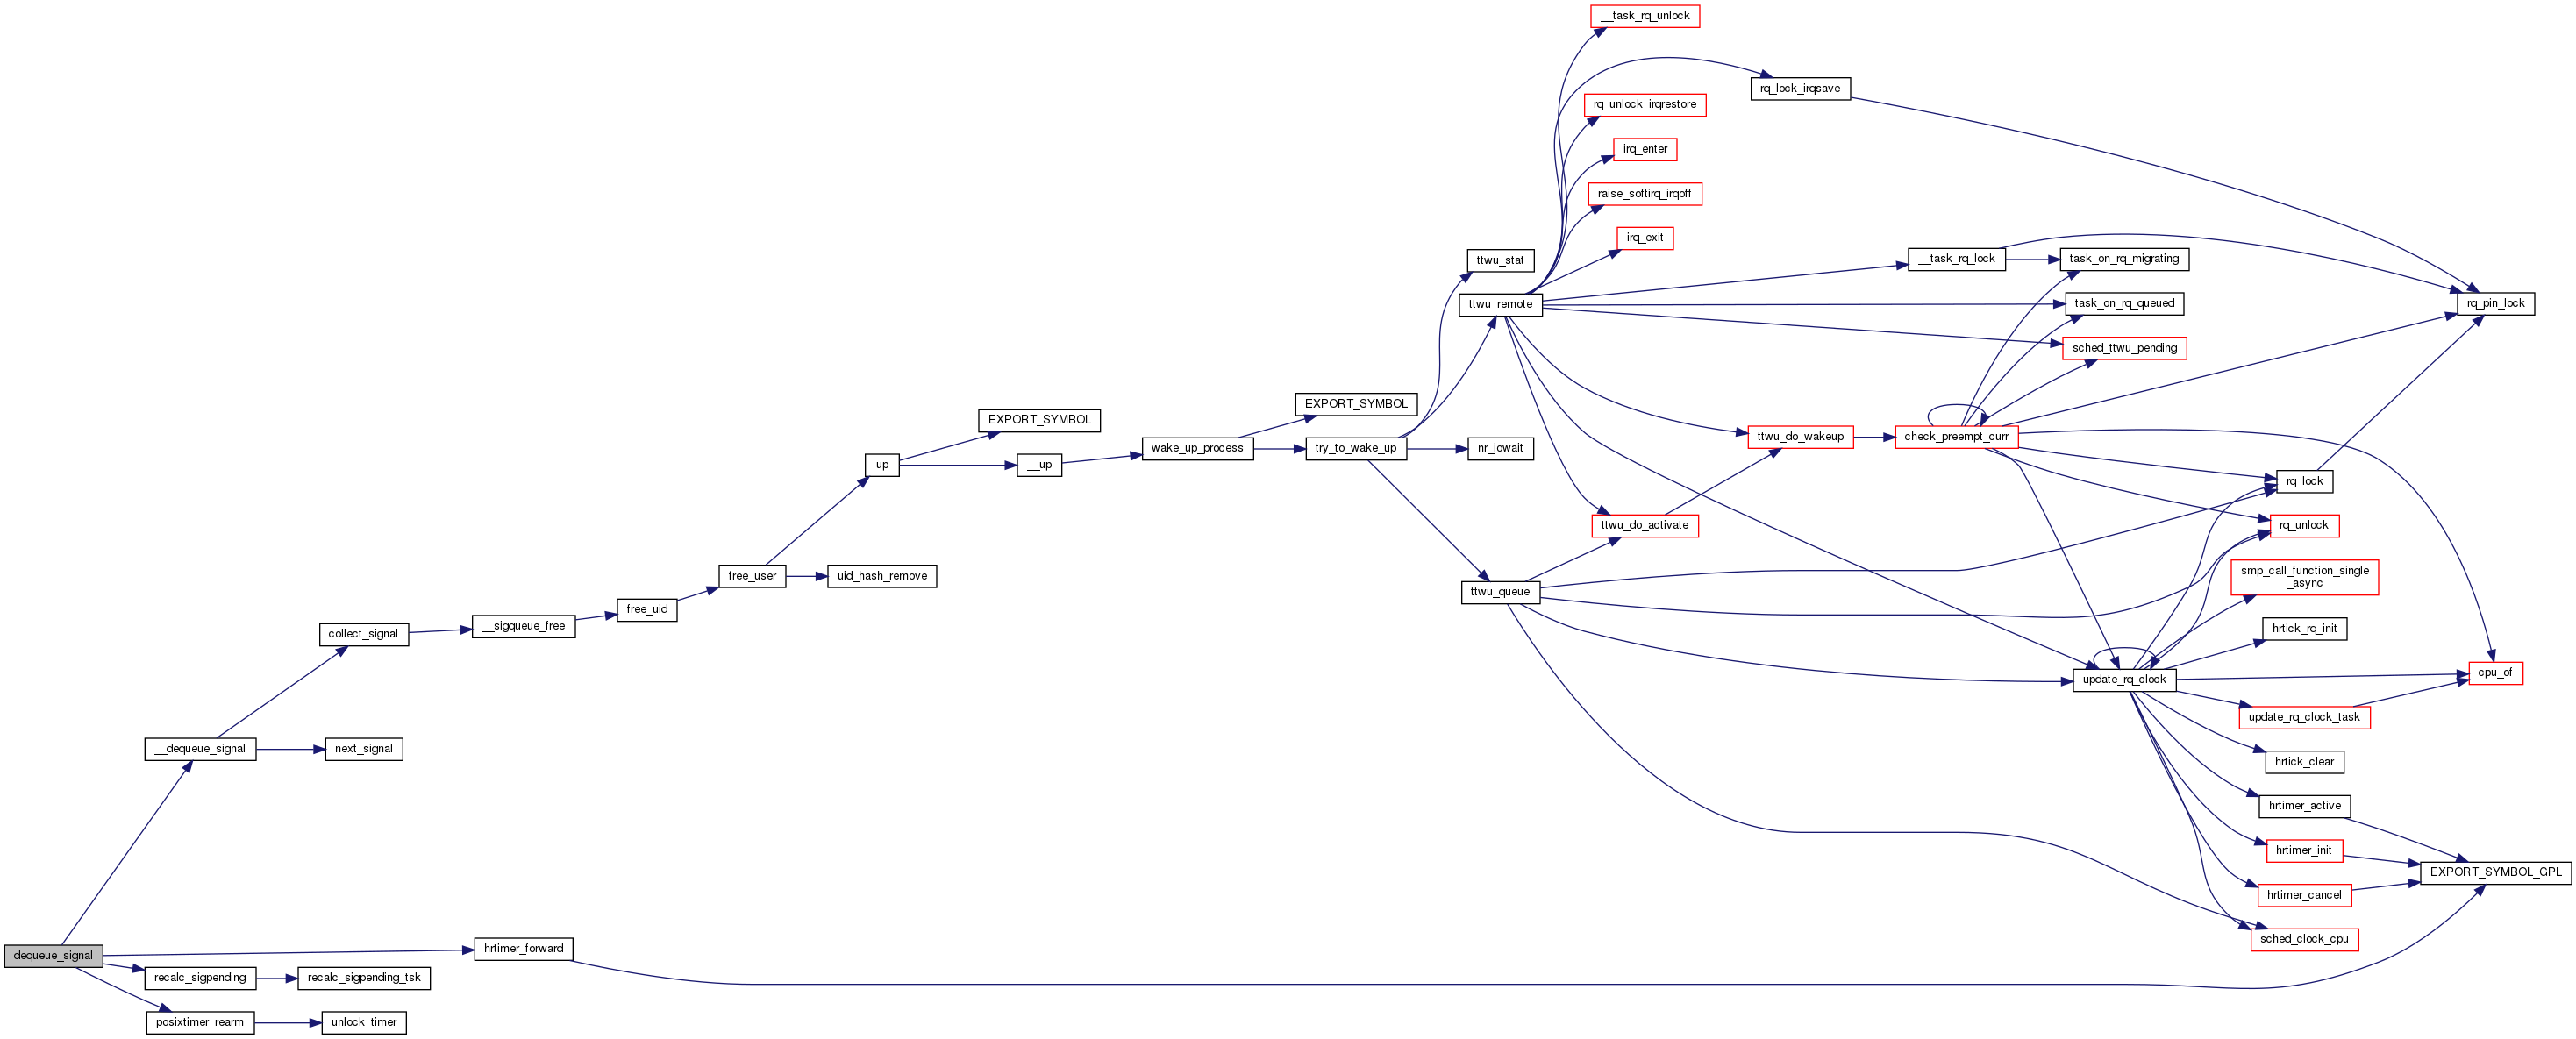 __task_rq_unlock
rq_lock_irqsave
rq_unlock_irqrestore
irq_enter
raise_softirq_irqoff
irq_exit
ttwu_stat
__task_rq_lock
task_on_rq_migrating
ttwu_remote
task_on_rq_queued
rq_pin_lock
sched_ttwu_pending
EXPORT_SYMBOL
EXPORT_SYMBOL
ttwu_do_wakeup
check_preempt_curr
wake_up_process
try_to_wake_up
nr_iowait
up
__up
rq_lock
ttwu_do_activate
rq_unlock
free_user
uid_hash_remove
smp_call_function_single
_async
ttwu_queue
free_uid
__sigqueue_free
hrtick_rq_init
collect_signal
update_rq_clock
cpu_of
update_rq_clock_task
__dequeue_signal
next_signal
hrtick_clear
hrtimer_active
hrtimer_init
EXPORT_SYMBOL_GPL
hrtimer_cancel
sched_clock_cpu
hrtimer_forward
dequeue_signal
recalc_sigpending
recalc_sigpending_tsk
posixtimer_rearm
unlock_timer